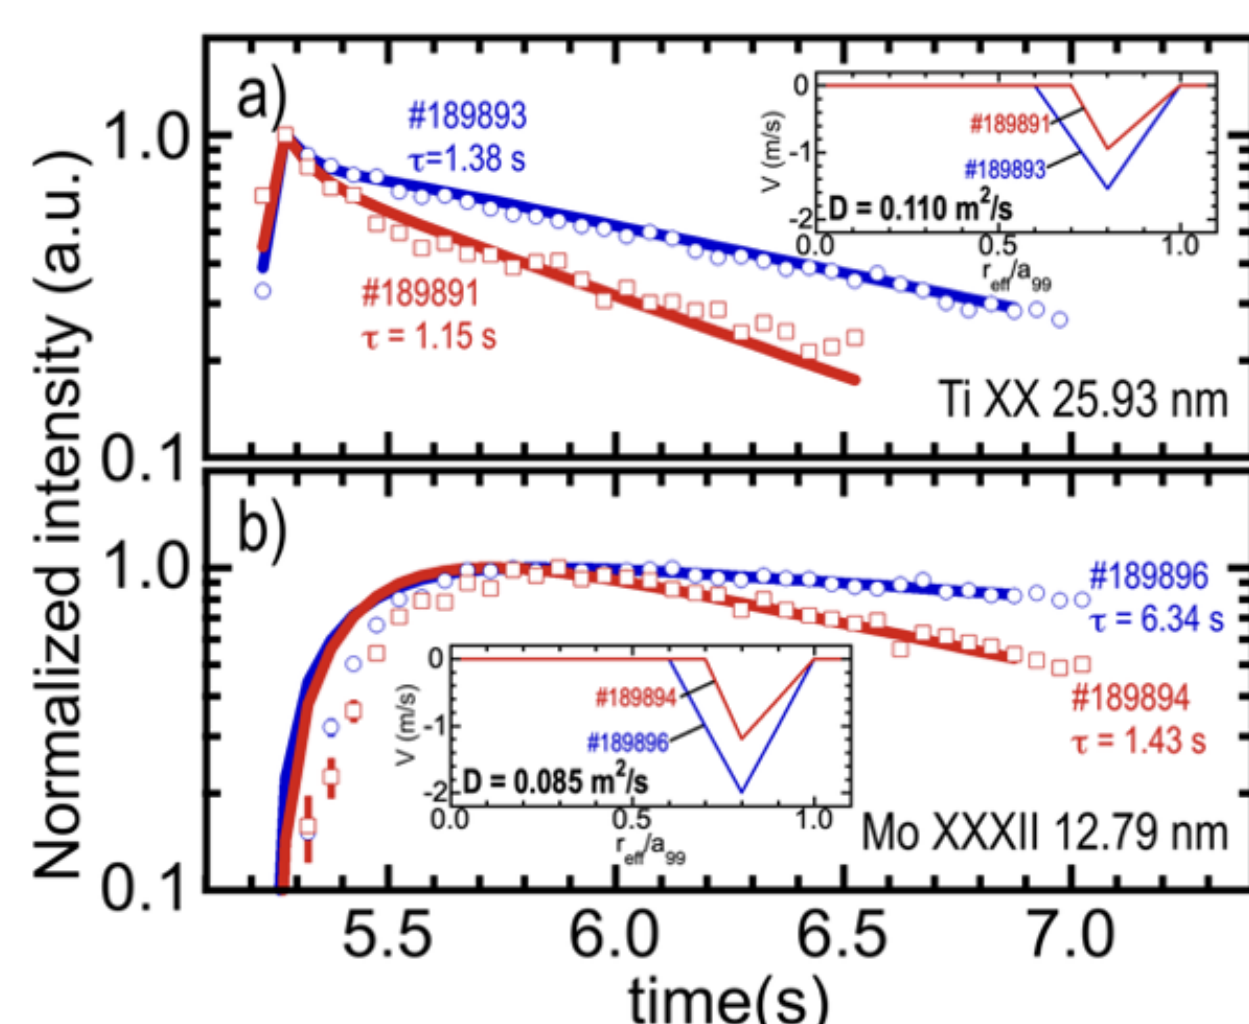 Normalized intensity (a.u.)
a)
1.0
0.1
#189893
τ=1.38 s
#189891
τ = 1.15 s
Ti XX 25.93 nm
V (m/s)
0
-1
-2
#189891
#189893
D = 0.110 m²/s
0.0 0.5 1.0
r_eff/a_99
b)
1.0
0.1
#189896
τ = 6.34 s
#189894
τ = 1.43 s
V (m/s)
0
-1
-2
#189894
#189896
D = 0.085 m²/s
0.0 0.5 1.0
r_eff/a_99
Mo XXXII 12.79 nm
5.5 6.0 6.5 7.0
time(s)